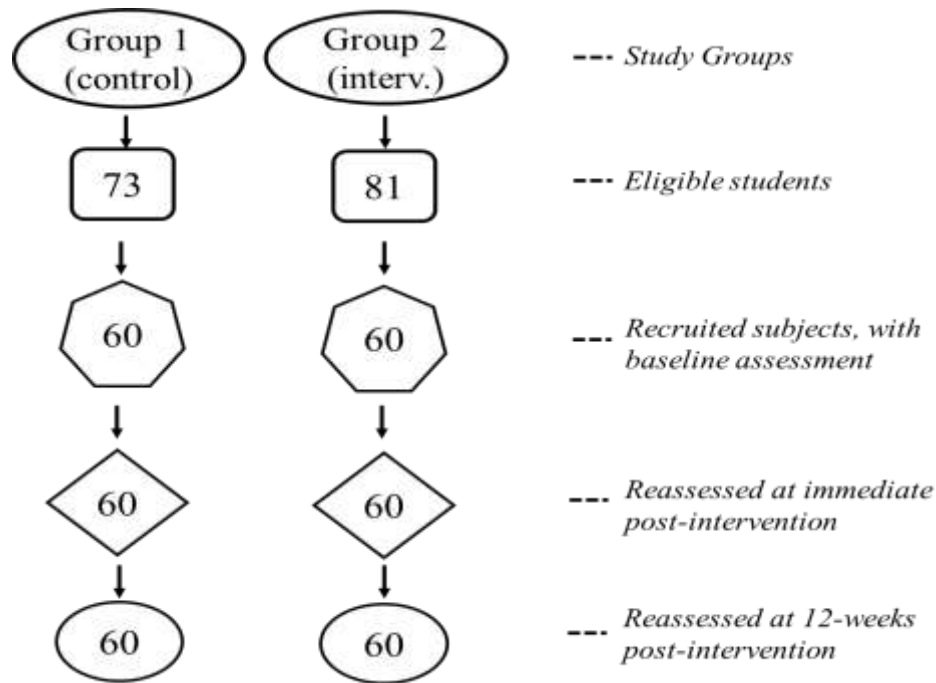 Group 1
(control)
Group 2
(interv.)
--- Study Groups
73
81
--- Eligible students
60
60
--- Recruited subjects, with
baseline assessment
60
60
--- Reassessed at immediate
post-intervention
60
60
--- Reassessed at 12-weeks
post-intervention